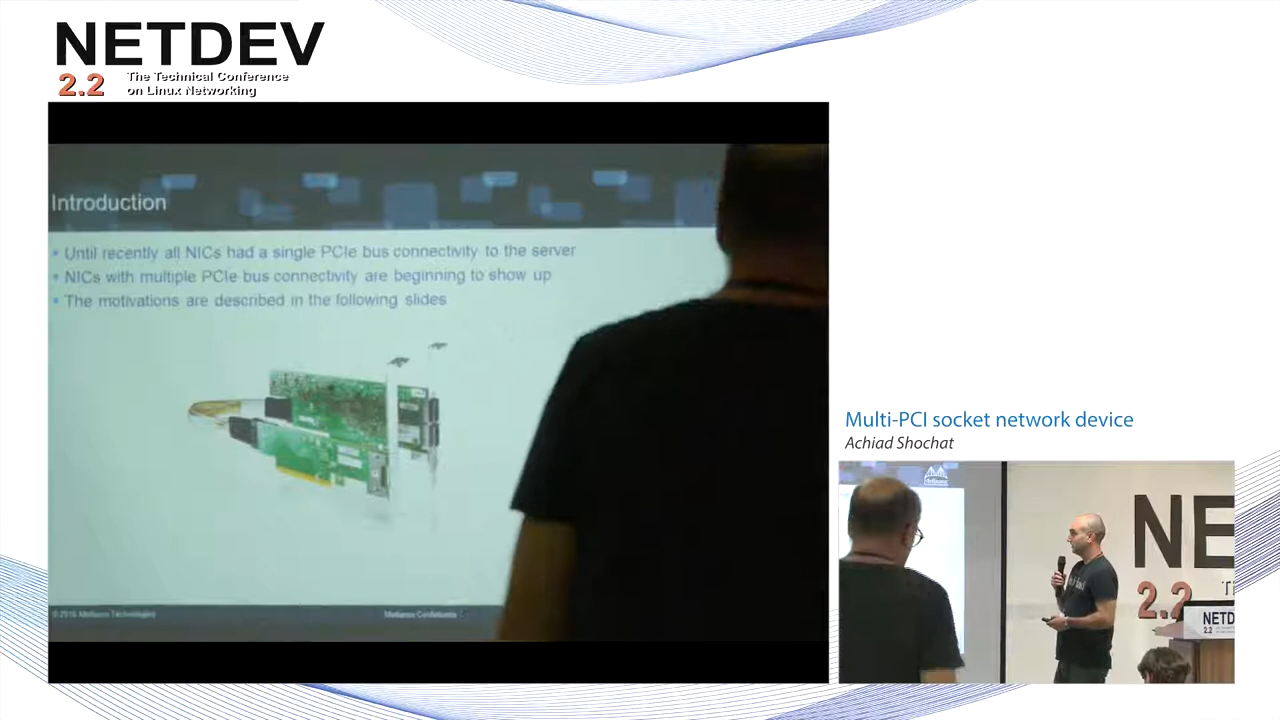 NETDEV
2.2
The Technical Conference
on Linux Networking
Introduction
Until recently all NICs had a single PCIe bus connectivity to the server
NICs with multiple PCIe bus connectivity are beginning to show up
The motivations are described in the following slides
Mellanox Technologies
Mellanox Confidential
Multi-PCI socket network device
Achiad Shochat
Mellanox
NE
2.2
NETD
2.2